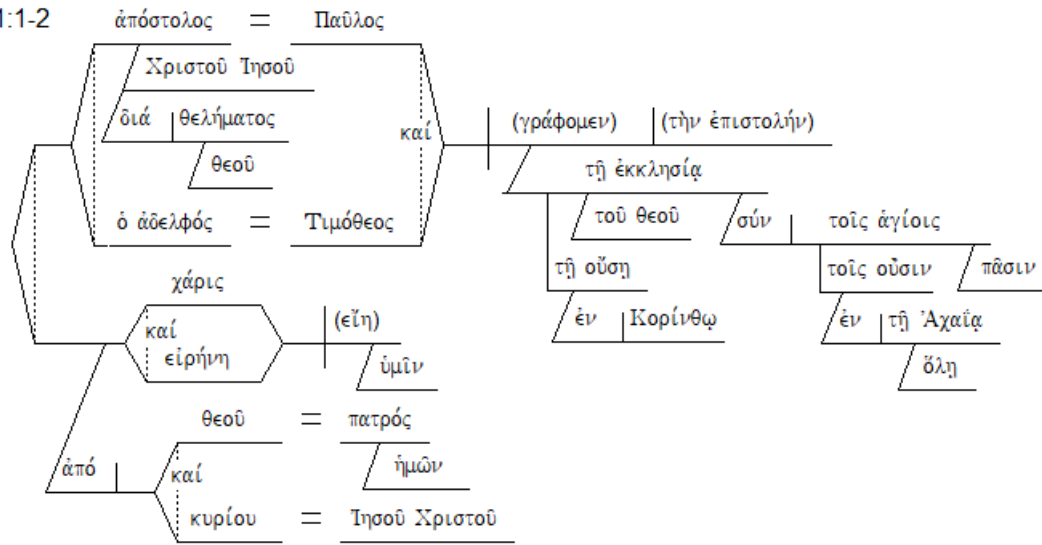 1:1-2
ἀπόστολος = Παῦλος
Χριστοῦ Ἰησοῦ
διά θελήματος
θεοῦ
καί
(γράφομεν) (τὴν ἐπιστολήν)
τῇ ἐκκλησίᾳ
ὁ ἀδελφός = Τιμόθεος
τοῦ θεοῦ
σύν τοῖς ἁγίοις
τῇ οὔσῃ
τοῖς οὖσιν πᾶσιν
ἐν Κορίνθῳ
ἐν τῇ Ἀχαΐᾳ
ὅλῃ
χάρις
καί
εἰρήνη
(εἴη)
ὑμῖν
θεοῦ = πατρός
ἡμῶν
ἀπό
καί
κυρίου = Ἰησοῦ Χριστοῦ